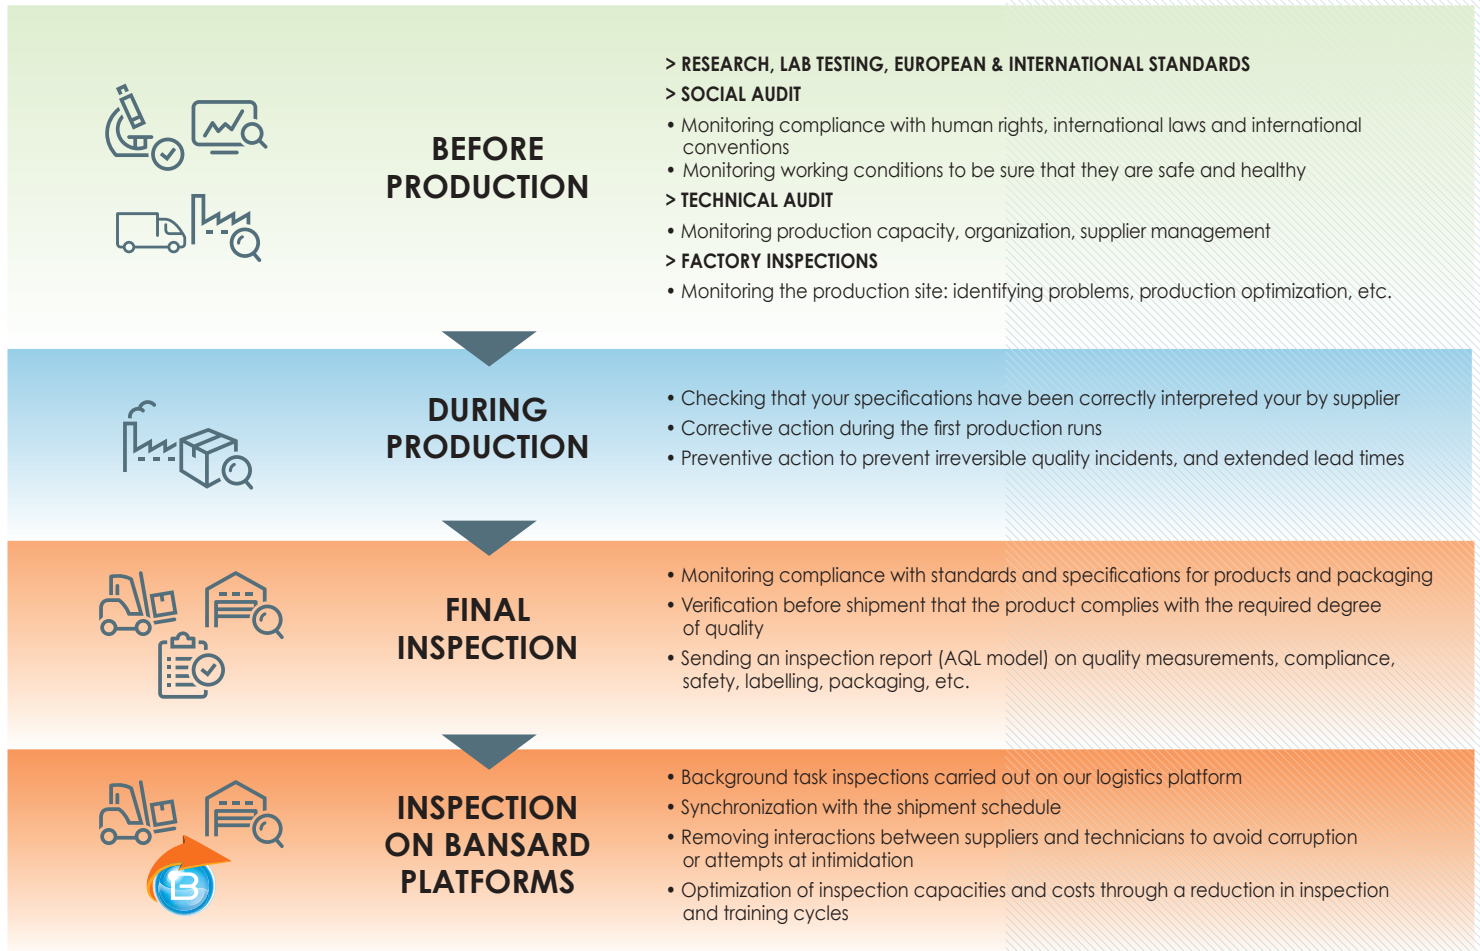 BEFORE
PRODUCTION
> RESEARCH, LAB TESTING, EUROPEAN & INTERNATIONAL STANDARDS
> SOCIAL AUDIT
• Monitoring compliance with human rights, international laws and international
conventions
• Monitoring working conditions to be sure that they are safe and healthy
> TECHNICAL AUDIT
• Monitoring production capacity, organization, supplier management
> FACTORY INSPECTIONS
• Monitoring the production site: identifying problems, production optimization, etc.
DURING
PRODUCTION
• Checking that your specifications have been correctly interpreted your by supplier
• Corrective action during the first production runs
• Preventive action to prevent irreversible quality incidents, and extended lead times
FINAL
INSPECTION
• Monitoring compliance with standards and specifications for products and packaging
• Verification before shipment that the product complies with the required degree
of quality
• Sending an inspection report (AQL model) on quality measurements, compliance,
safety, labelling, packaging, etc.
INSPECTION
ON BANSARD
PLATFORMS
• Background task inspections carried out on our logistics platform
• Synchronization with the shipment schedule
• Removing interactions between suppliers and technicians to avoid corruption
or attempts at intimidation
• Optimization of inspection capacities and costs through a reduction in inspection
and training cycles
B